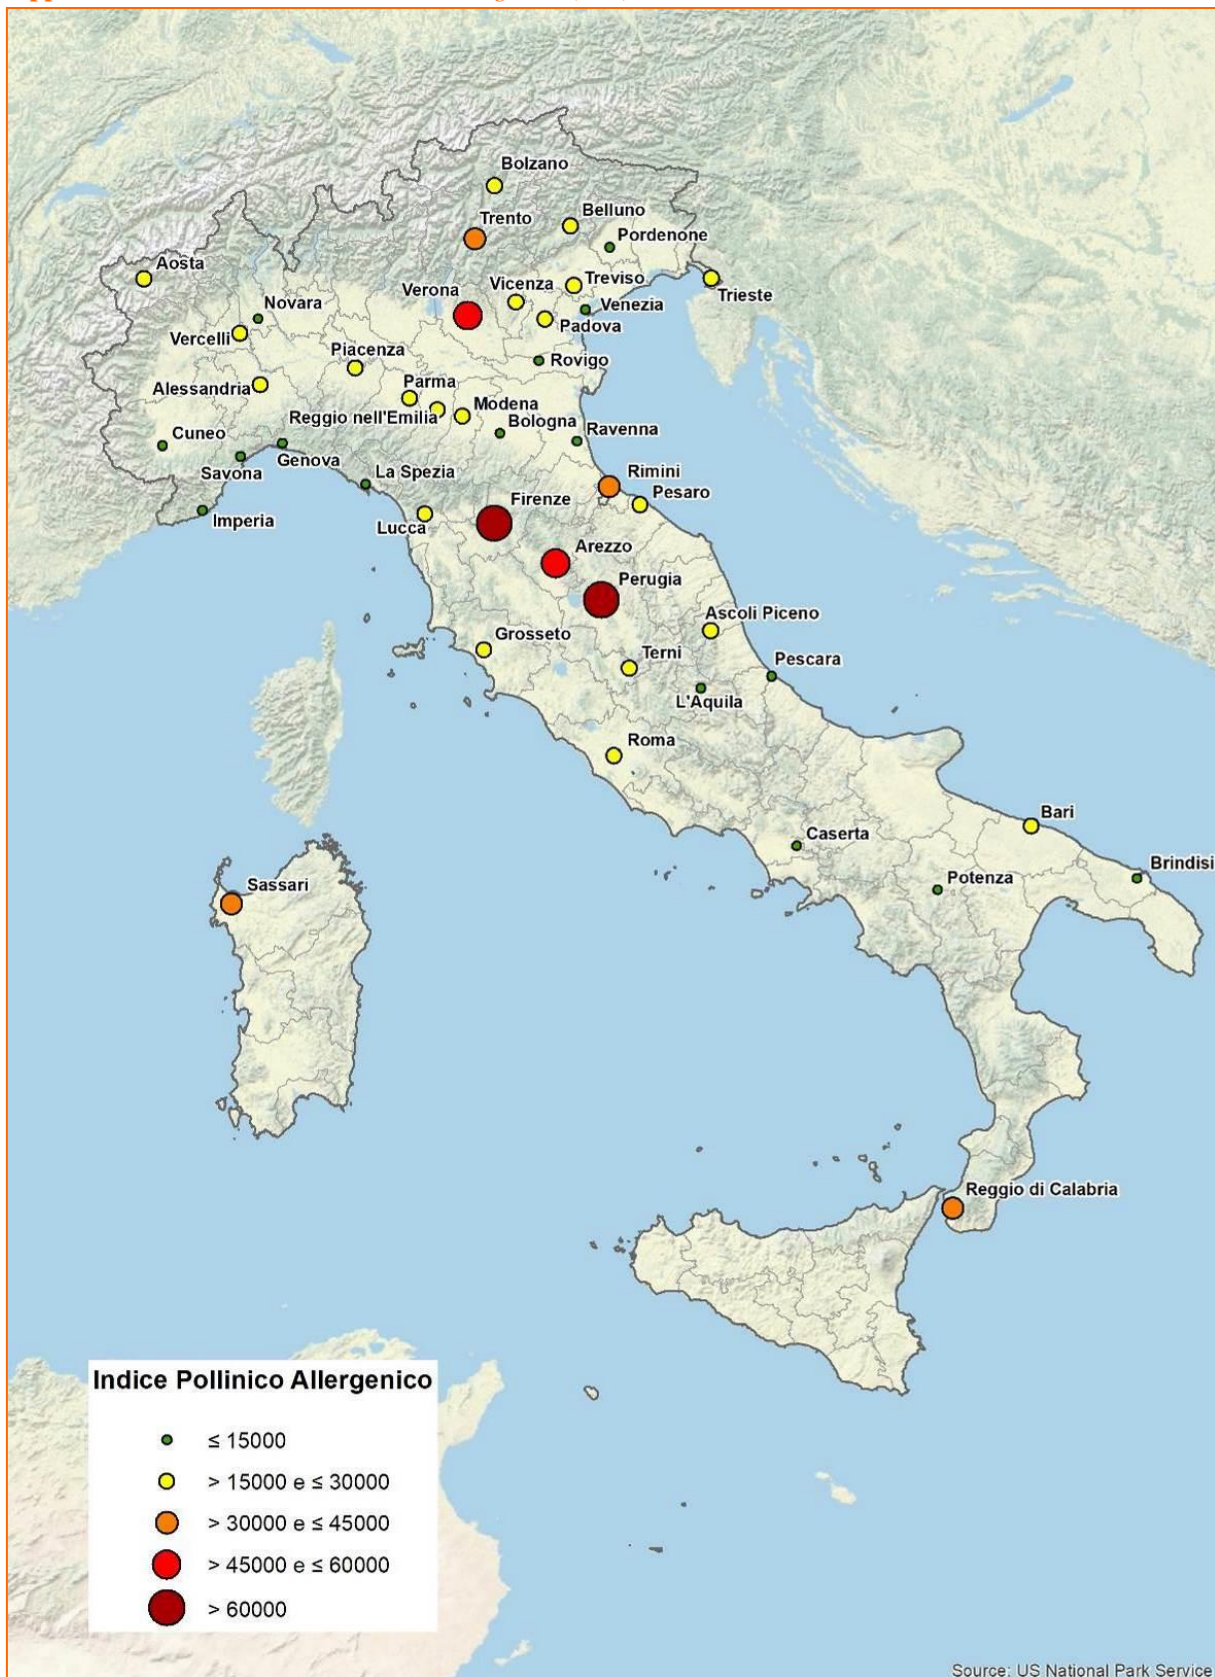 Bolzano
Belluno
Trento
Pordenone
Aosta
Treviso
Vicenza
Verona
Trieste
Novara
Venezia
Padova
Vercelli
Piacenza
Rovigo
Parma
Alessandria
Modena
Reggio nell'Emilia
Bologna
Ravenna
Cuneo
Genova
Savona
La Spezia
Rimini
Pesaro
Firenze
Imperia
Lucca
Arezzo
Perugia
Ascoli Piceno
Grosseto
Terni
Pescara
L'Aquila
Roma
Bari
Caserta
Brindisi
Potenza
Sassari
Reggio di Calabria
Indice Pollinico Allergenico
≤ 15000
> 15000 e ≤ 30000
> 30000 e ≤ 45000
> 45000 e ≤ 60000
> 60000
Source: US National Park Service